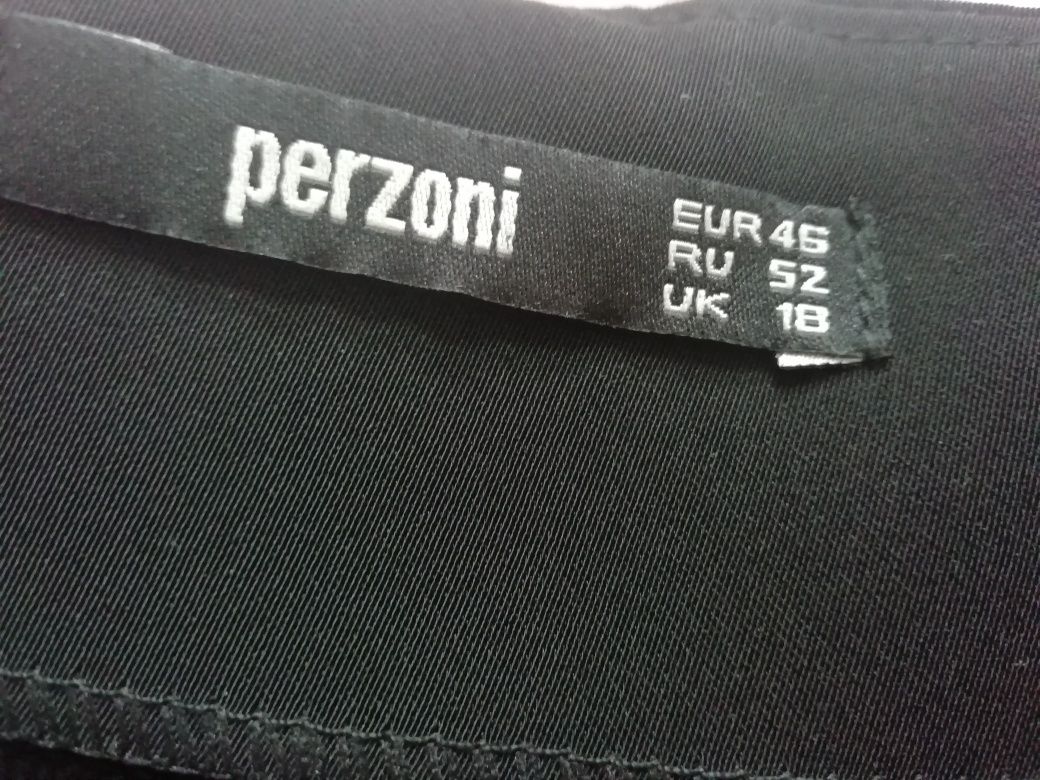 perzoni
EUR 46
RU 52
UK 18